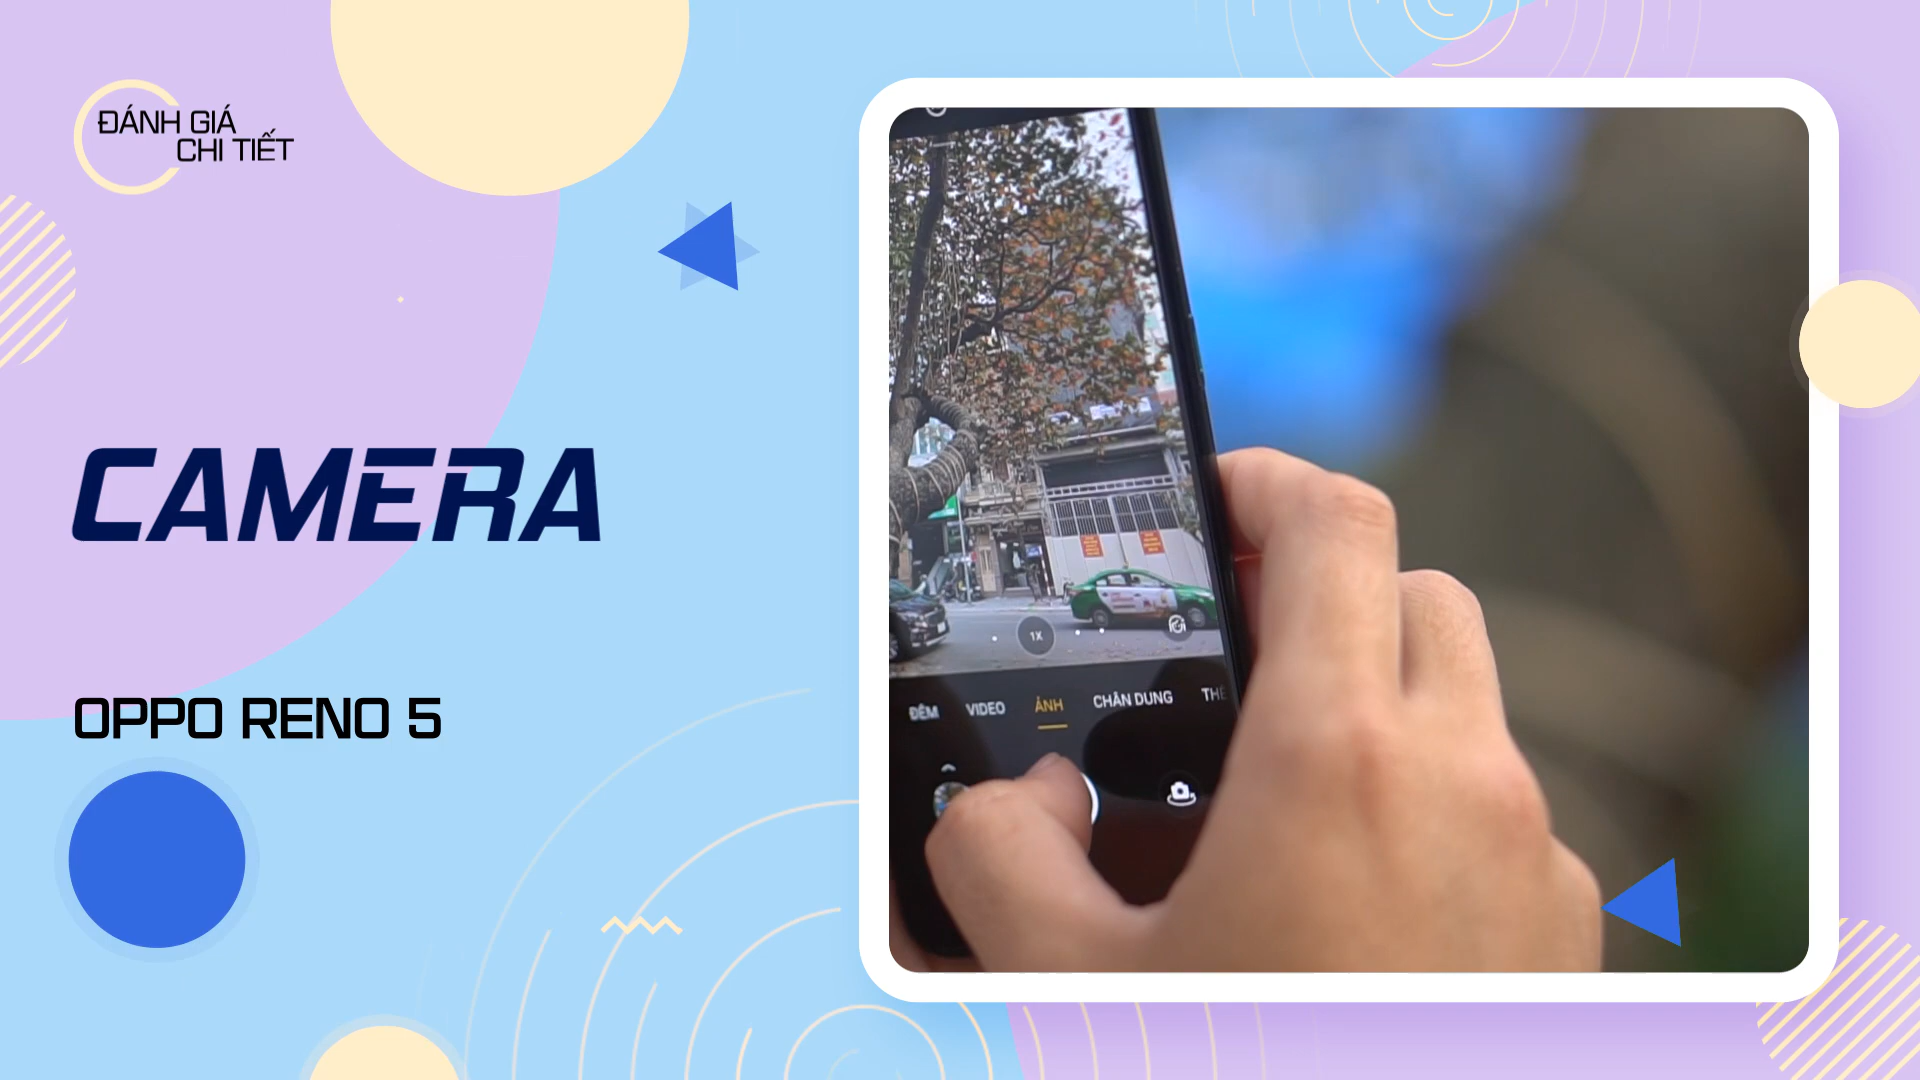 ĐÁNH GIÁ
CHI TIẾT
CAMERA
OPPO RENO 5
1X
ĐÊM VIDEO ẢNH CHÂN DUNG